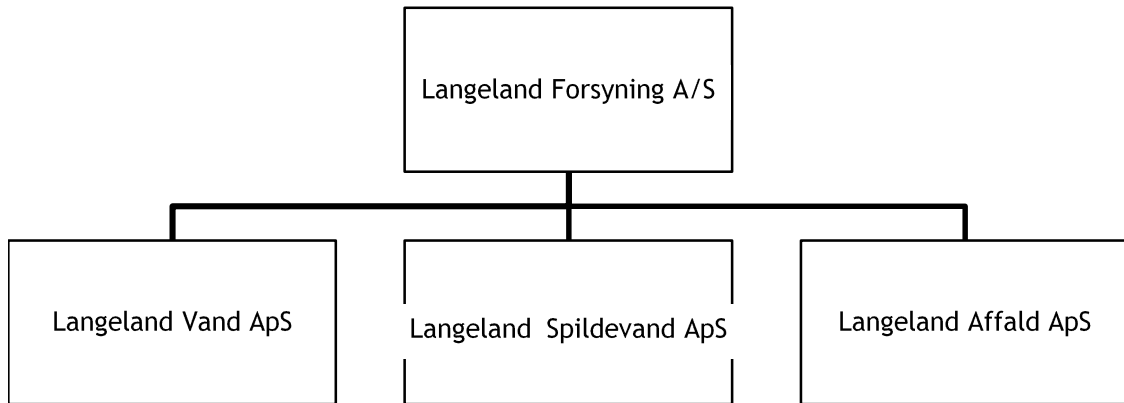 Langeland Forsyning A/S
Langeland Vand ApS
Langeland Spildevand ApS
Langeland Affald ApS